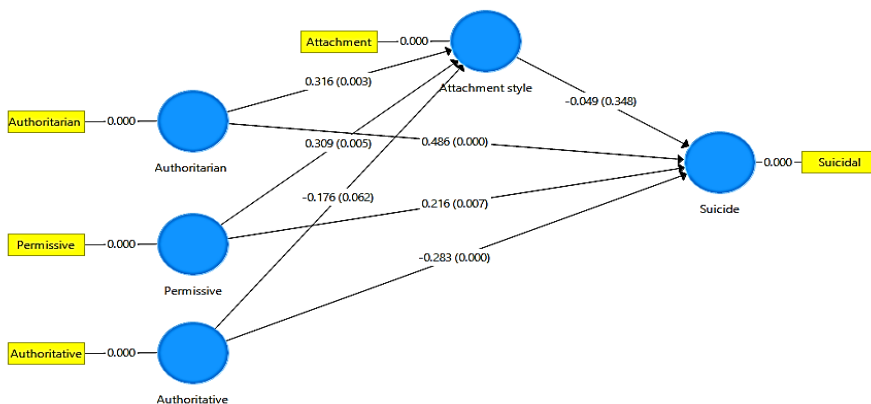 Attachment
0.000
Attachment style
0.316 (0.003)
-0.049 (0.348)
Authoritarian
0.000
Authoritarian
0.309 (0.005)
0.486 (0.000)
0.000
Suicidal
Suicide
-0.176 (0.062)
0.216 (0.007)
Permissive
0.000
Permissive
-0.283 (0.000)
Authoritative
0.000
Authoritative